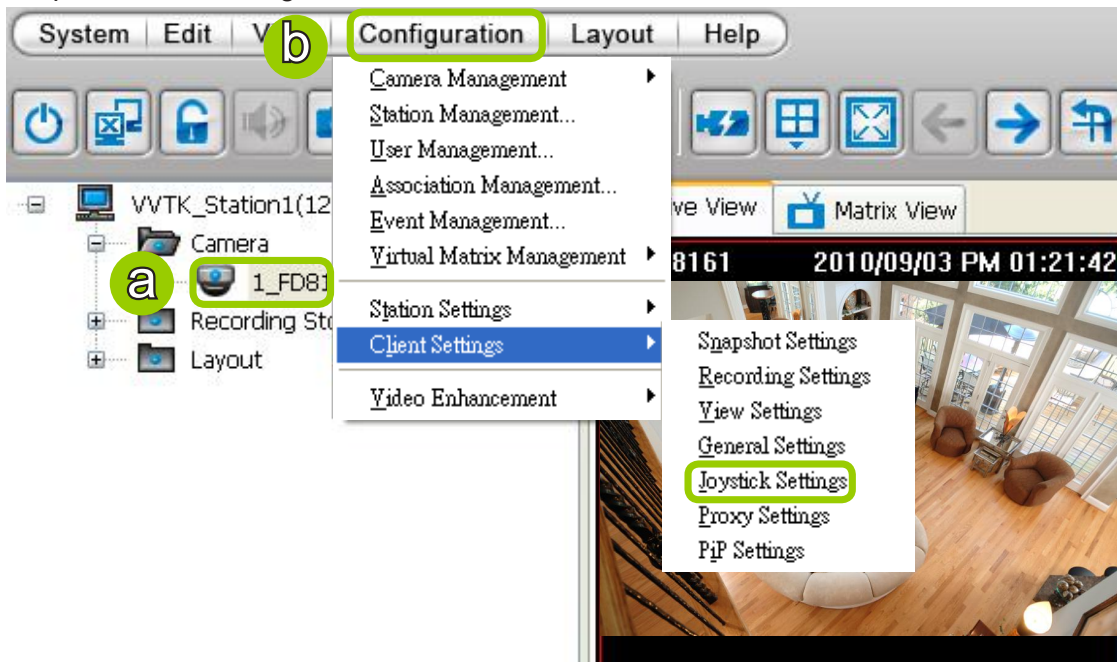 System Edit V b Configuration Layout Help
Camera Management
Station Management...
User Management...
Association Management...
Event Management...
Virtual Matrix Management
Station Settings
Client Settings
Video Enhancement
VVTK_Station1(12
Camera
a 1_FD81
Recording Sto
Layout
ve View Matrix View
8161 2010/09/03 PM 01:21:42
Snapshot Settings
Recording Settings
View Settings
General Settings
Joystick Settings
Proxy Settings
PiP Settings